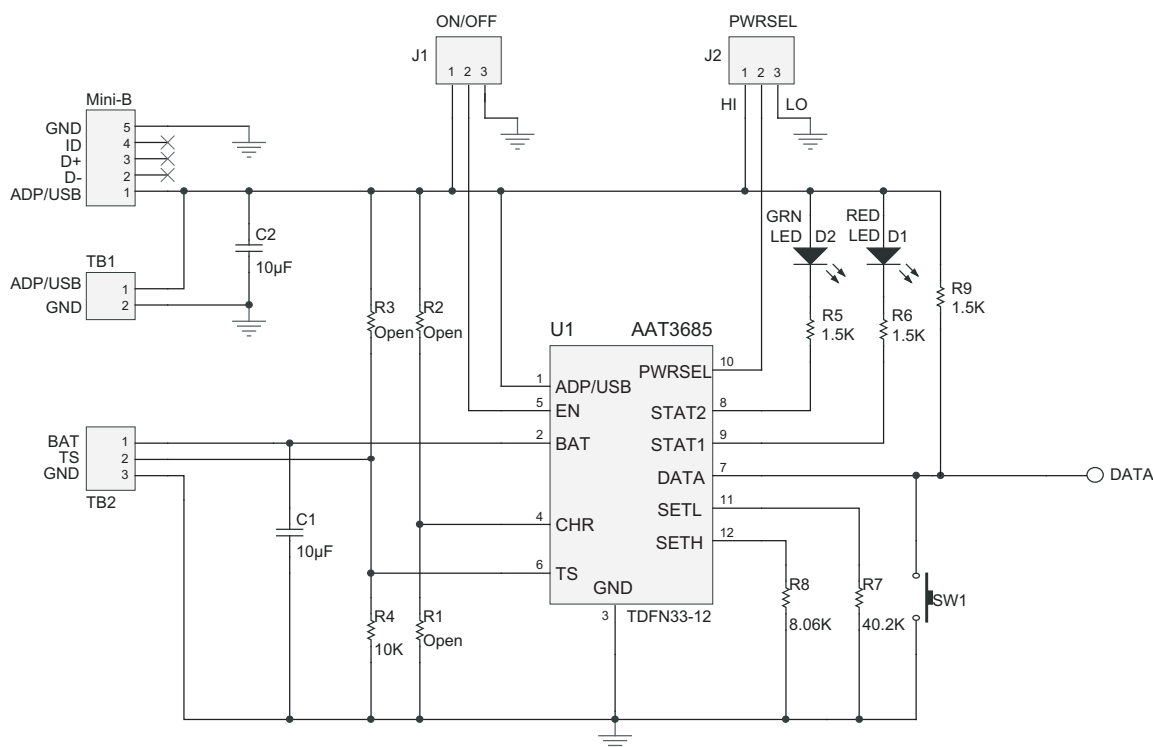 ON/OFF
J1
1 2 3
PWRSEL
J2
1 2 3
HI
LO
Mini-B
GND 5
ID 4
D+ 3
D- 2
ADP/USB 1
C2
10µF
TB1
ADP/USB 1
GND 2
R3
Open
R2
Open
GRN
LED D2
RED
LED D1
R5
1.5K
R6
1.5K
R9
1.5K
U1 AAT3685
1 ADP/USB
5 EN
2 BAT
4 CHR
6 TS
GND
3
PWRSEL 10
STAT2 8
STAT1 9
DATA 7
SETL 11
SETH 12
TDFN33-12
DATA
BAT 1
TS 2
GND 3
TB2
C1
10µF
R4
10K
R1
Open
R8
8.06K
R7
40.2K
SW1